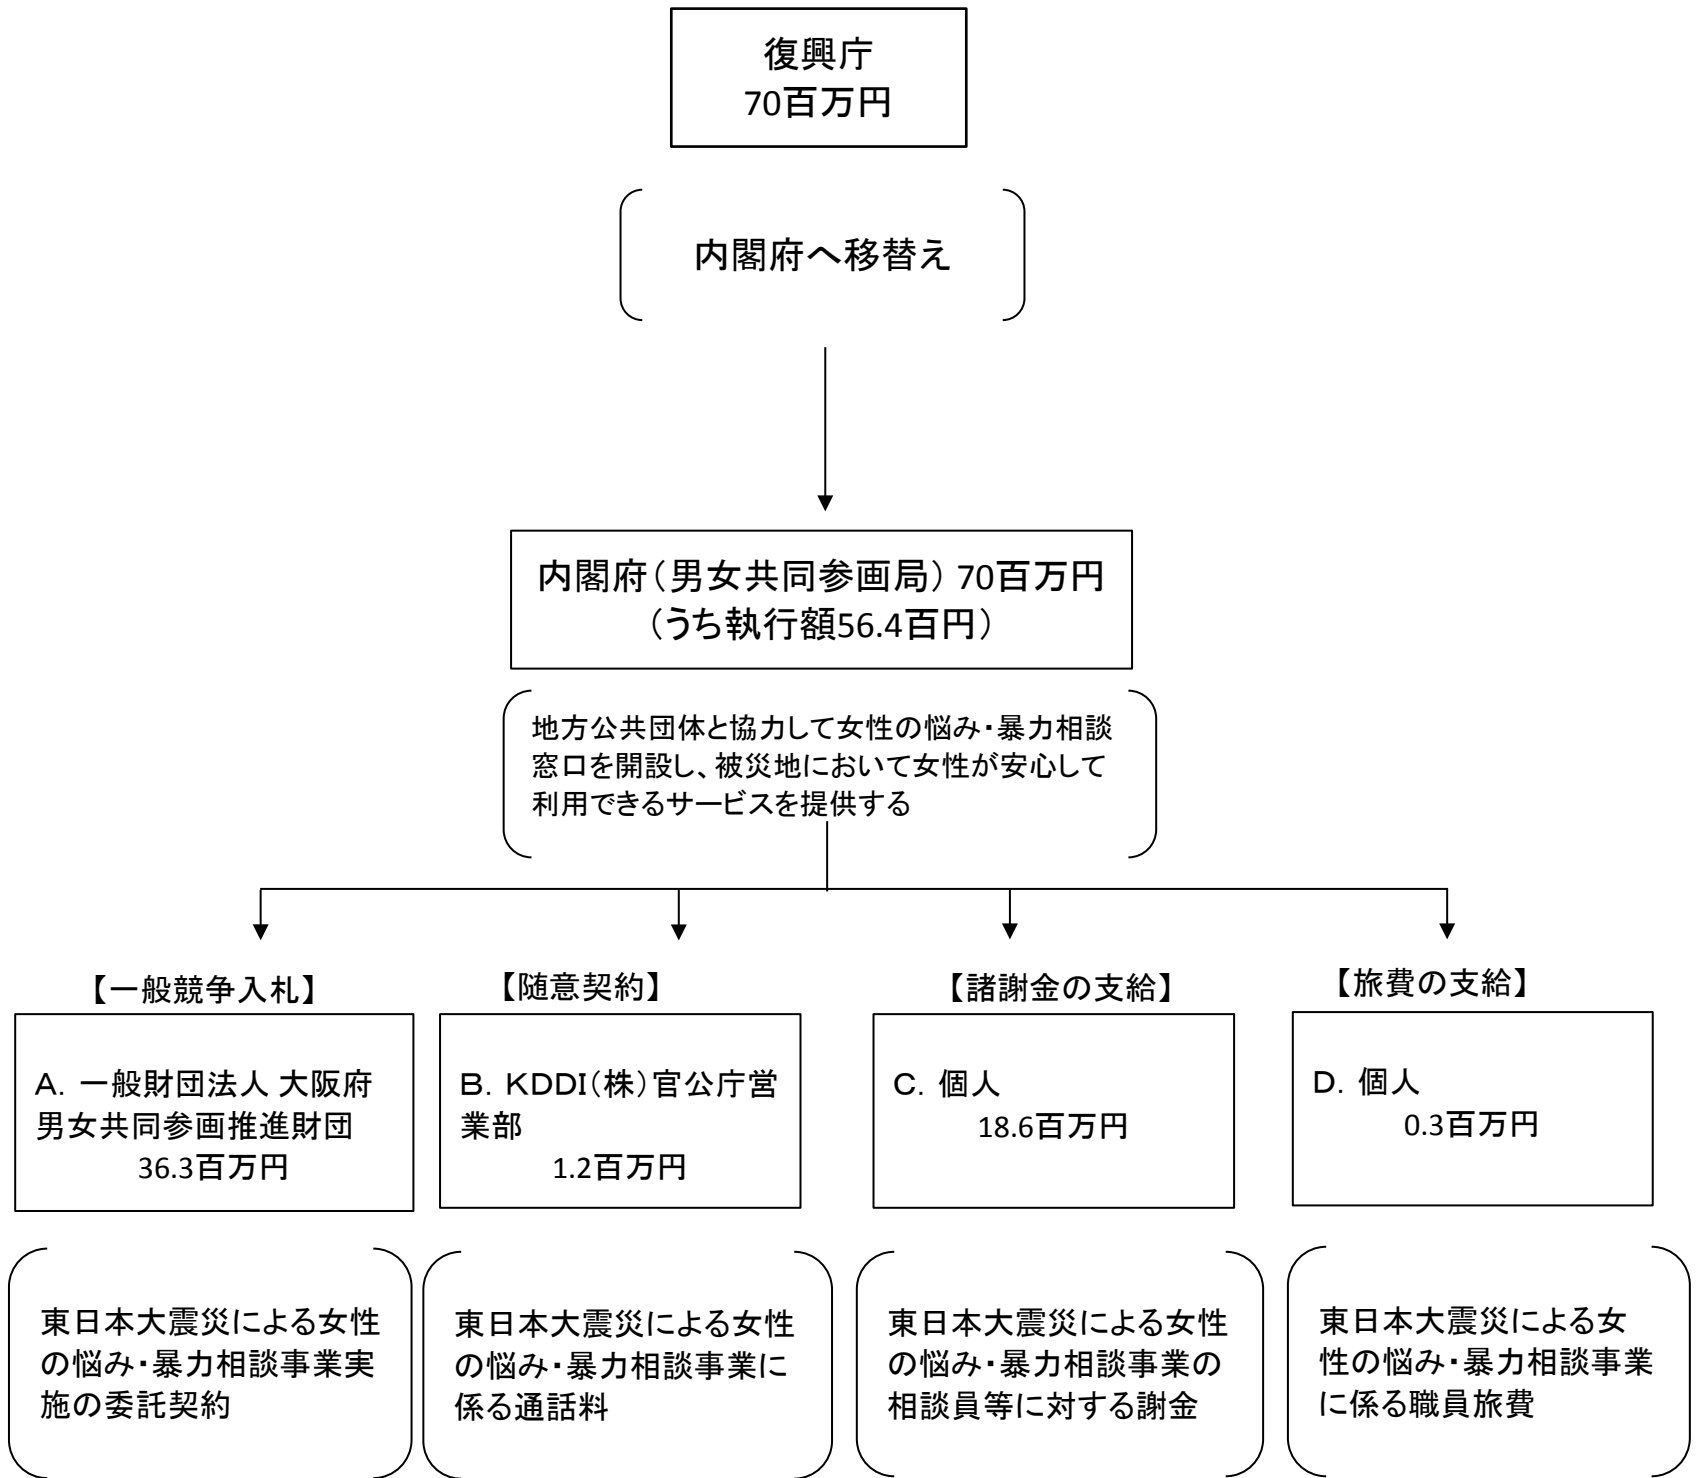 復興庁
70百万円
内閣府へ移替え
内閣府（男女共同参画局） 70百万円
（うち執行額56.4百円）
地方公共団体と協力して女性の悩み・暴力相談
窓口を開設し、被災地において女性が安心して
利用できるサービスを提供する
【一般競争入札】
A．一般財団法人 大阪府
男女共同参画推進財団
36.3百万円
東日本大震災による女性
の悩み・暴力相談事業実
施の委託契約
【随意契約】
B．KDDI（株）官公庁営
業部
1.2百万円
東日本大震災による女性
の悩み・暴力相談事業に
係る通話料
【諸謝金の支給】
C．個人
18.6百万円
東日本大震災による女性
の悩み・暴力相談事業の
相談員等に対する謝金
【旅費の支給】
D．個人
0.3百万円
東日本大震災による女
性の悩み・暴力相談事業
に係る職員旅費